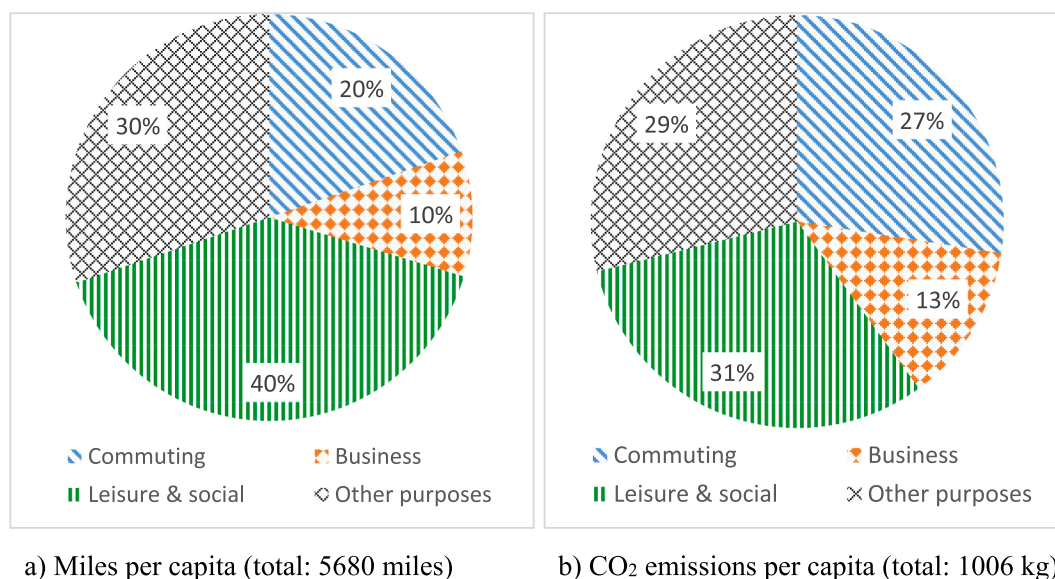 20%
30%
10%
40%
Commuting
Business
Leisure & social
Other purposes
27%
29%
13%
31%
Commuting
Business
Leisure & social
Other purposes
a) Miles per capita (total: 5680 miles)
b) CO₂ emissions per capita (total: 1006 kg)